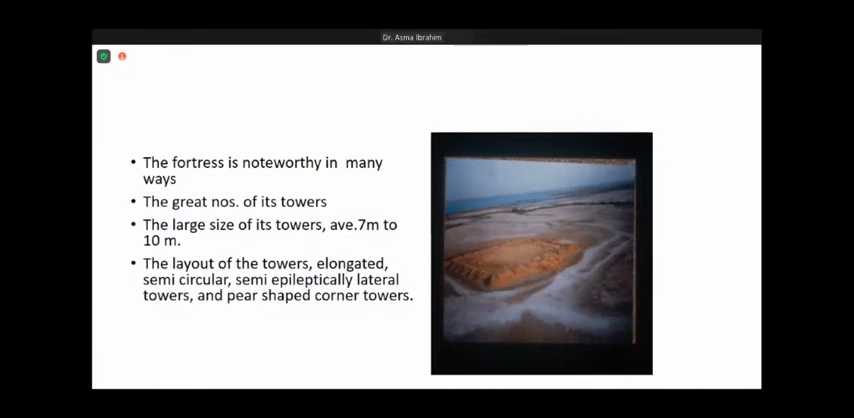 Dr. Asma Ibrahim
• The fortress is noteworthy in many
ways
• The great nos. of its towers
• The large size of its towers, ave.7m to
10 m.
• The layout of the towers, elongated,
semi circular, semi epileptically lateral
towers, and pear shaped corner towers.